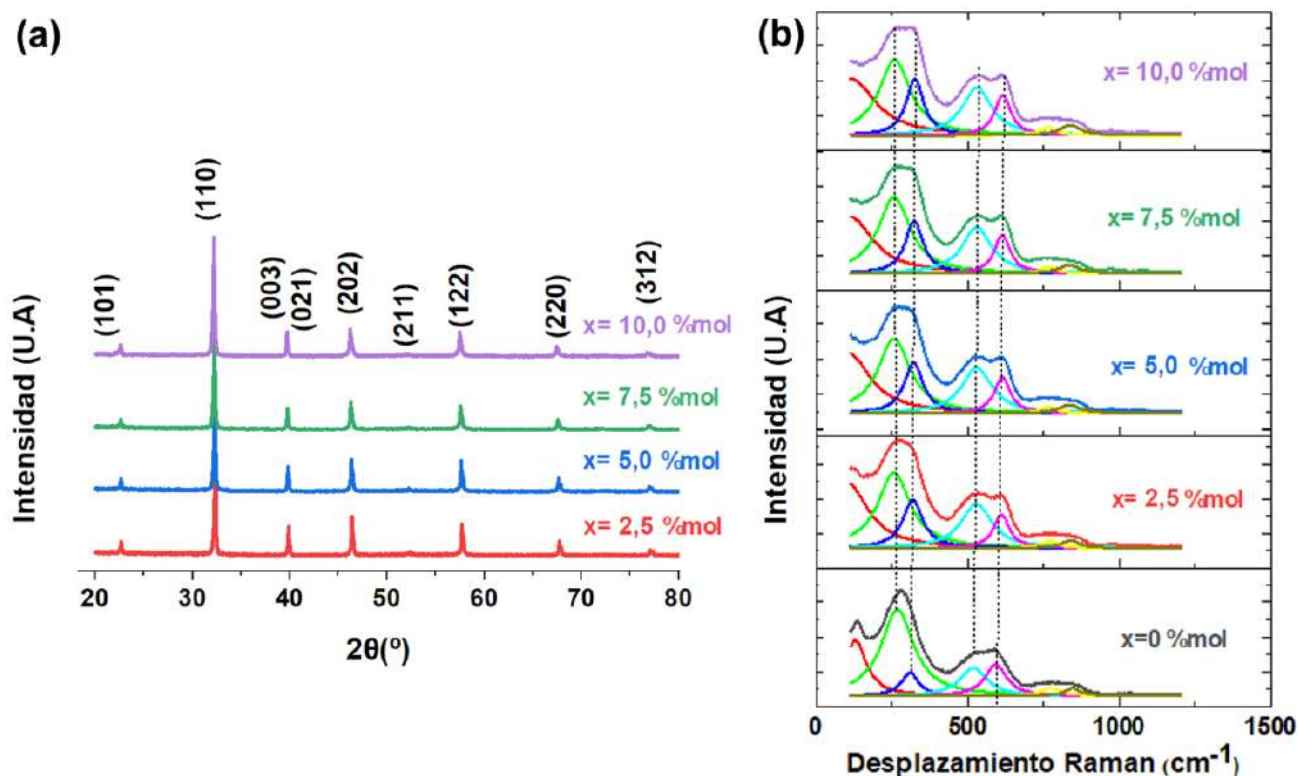 (a)
Intensidad (U.A)
(101)
(110)
(003)
(021)
(202)
(211)
(122)
(220)
(312)
x= 10,0 %mol
x= 7,5 %mol
x= 5,0 %mol
x= 2,5 %mol
20 30 40 50 60 70 80
2θ(º)
(b)
Intensidad (U.A)
x= 10,0 %mol
x= 7,5 %mol
x= 5,0 %mol
x= 2,5 %mol
x=0 %mol
0 500 1000 1500
Desplazamiento Raman (cm⁻¹)